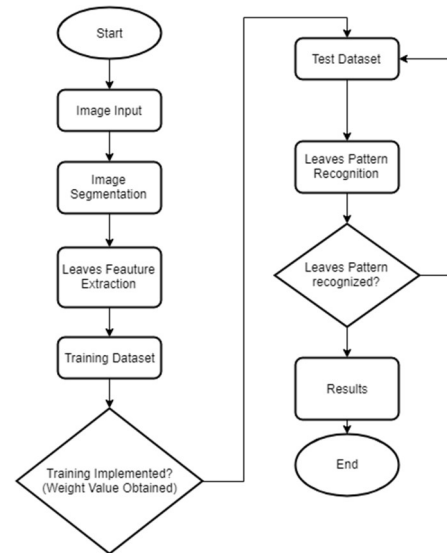 Start
Image Input
Image
Segmentation
Leaves Feauture
Extraction
Training Dataset
Training Implemented?
(Weight Value Obtained)
Test Dataset
Leaves Pattern
Recognition
Leaves Pattern
recognized?
Results
End